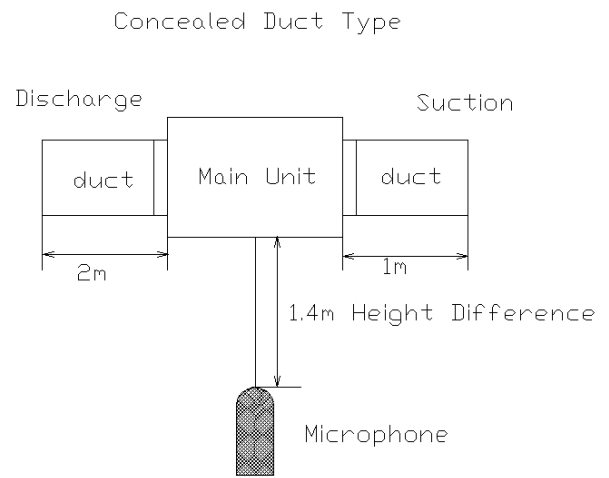 Concealed Duct Type
Discharge
Suction
duct
Main Unit
duct
2m
1m
1.4m Height Difference
Microphone